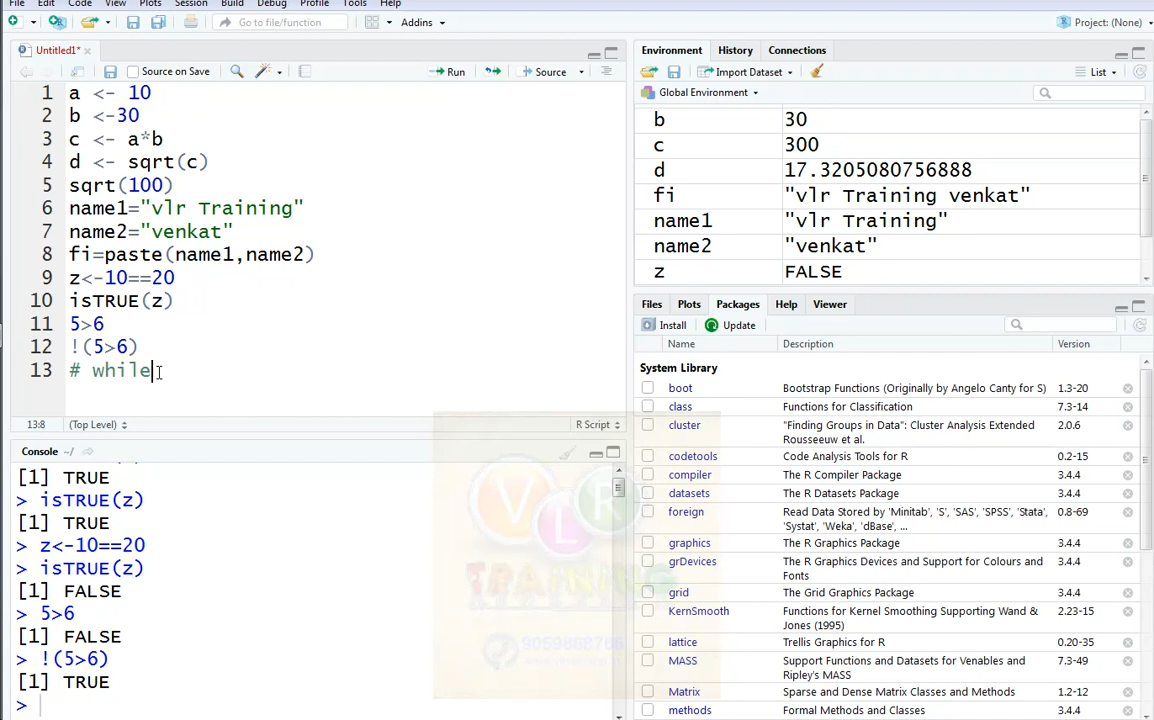 File Edit Code View Plots Session Build Debug Profile Tools Help
Go to file/function Addins Project: (None)
Untitled1*
Source on Save Run Source
1 a <- 10
2 b <-30
3 c <- a*b
4 d <- sqrt(c)
5 sqrt(100)
6 name1="vlr Training"
7 name2="venkat"
8 fi=paste(name1,name2)
9 z<-10==20
10 isTRUE(z)
11 5>6
12 !(5>6)
13 # while
13:8 (Top Level) R Script
Console ~/
[1] TRUE
> isTRUE(z)
[1] TRUE
> z<-10==20
> isTRUE(z)
[1] FALSE
> 5>6
[1] FALSE
> !(5>6)
[1] TRUE
>
Environment History Connections
Import Dataset List
Global Environment
b 30
c 300
d 17.3205080756888
fi "vlr Training venkat"
name1 "vlr Training"
name2 "venkat"
z FALSE
Files Plots Packages Help Viewer
Install Update
Name Description Version
System Library
boot Bootstrap Functions (Originally by Angelo Canty for S) 1.3-20
class Functions for Classification 7.3-14
cluster "Finding Groups in Data": Cluster Analysis Extended Rousseeuw et al. 2.0.6
codetools Code Analysis Tools for R 0.2-15
compiler The R Compiler Package 3.4.4
datasets The R Datasets Package 3.4.4
foreign Read Data Stored by 'Minitab', 'S', 'SAS', 'SPSS', 'Stata', 'Systat', 'Weka', 'dBase', ... 0.8-69
graphics The R Graphics Package 3.4.4
grDevices The R Graphics Devices and Support for Colours and Fonts 3.4.4
grid The Grid Graphics Package 3.4.4
KernSmooth Functions for Kernel Smoothing Supporting Wand & Jones (1995) 2.23-15
lattice Trellis Graphics for R 0.20-35
MASS Support Functions and Datasets for Venables and Ripley's MASS 7.3-49
Matrix Sparse and Dense Matrix Classes and Methods 1.2-12
methods Formal Methods and Classes 3.4.4
VLR
TRAINING